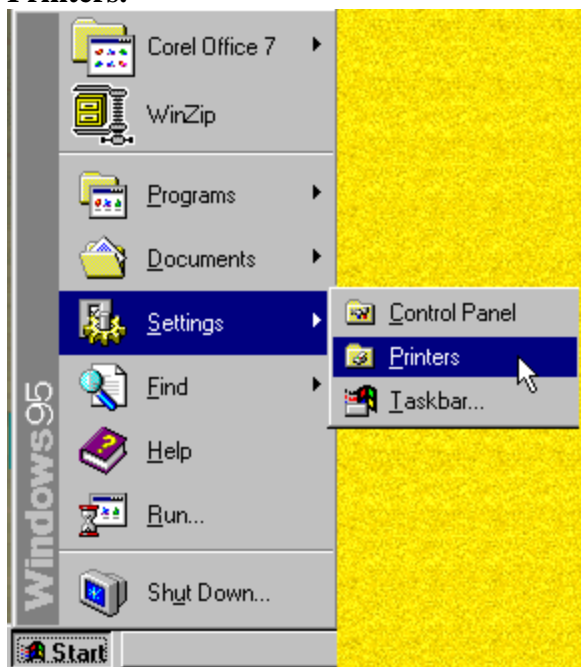 Printers.
Corel Office 7
WinZip
Programs
Documents
Settings
Control Panel
Printers
Taskbar...
Find
Help
Run...
Shut Down...
Windows95
Start